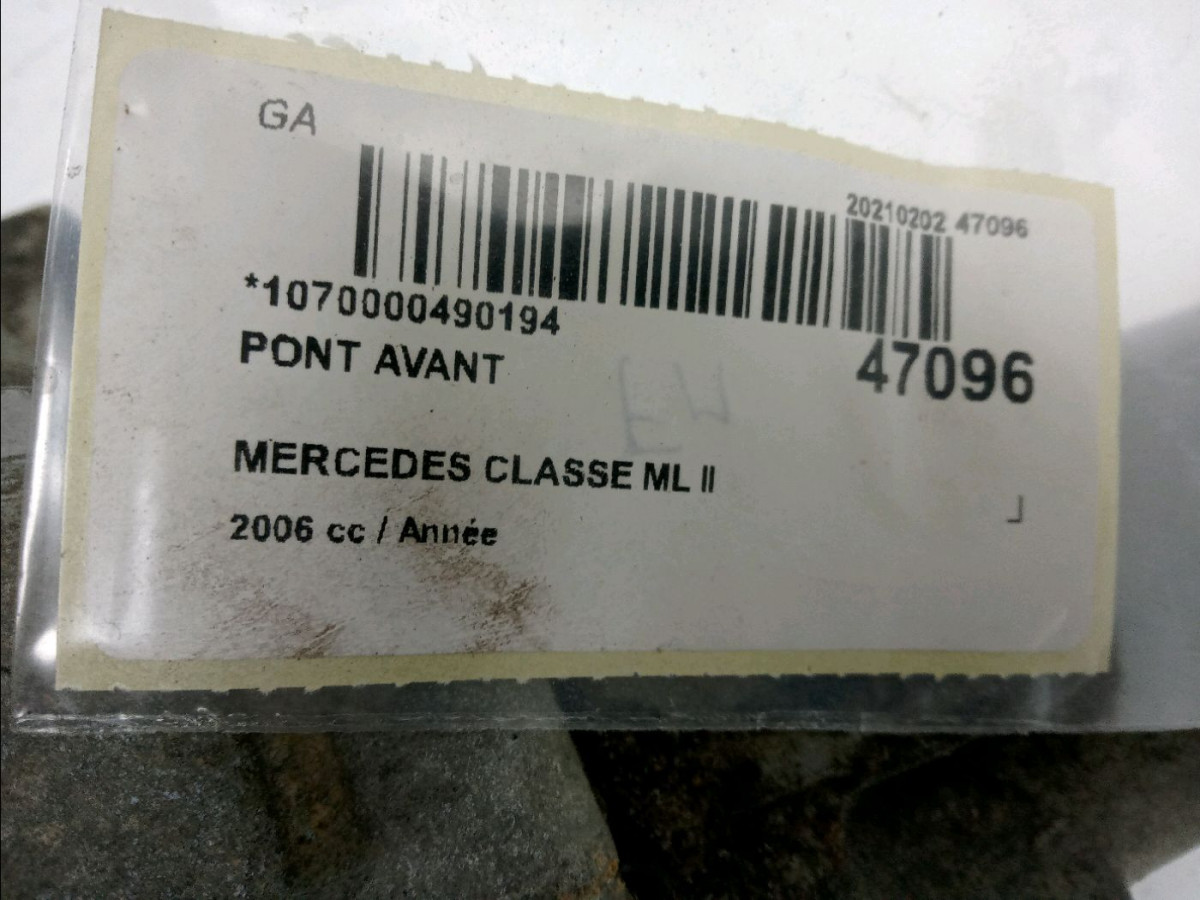 GA
20210202 47096
*1070000490194
47096
PONT AVANT
MERCEDES CLASSE ML II
2006 cc / Année